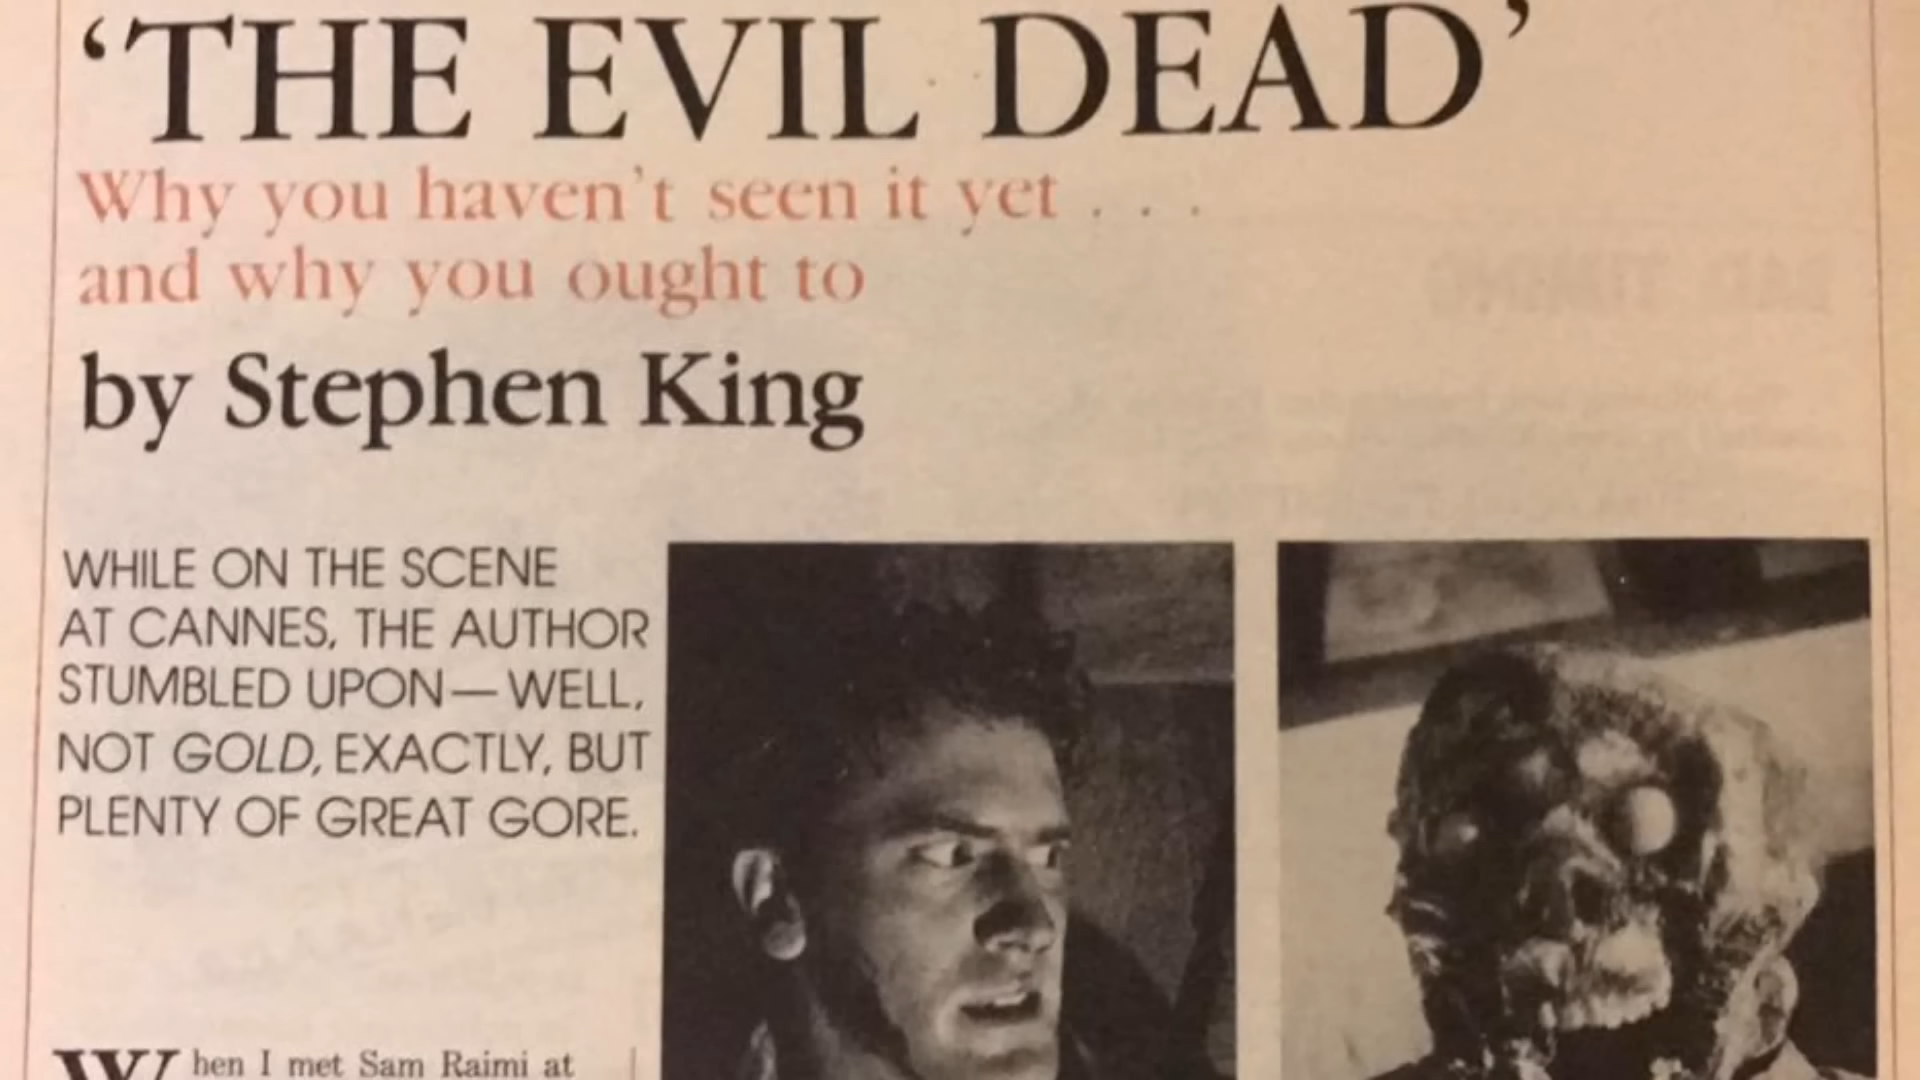 ‘THE EVIL DEAD’
Why you haven't seen it yet . . .
and why you ought to
by Stephen King
WHILE ON THE SCENE
AT CANNES, THE AUTHOR
STUMBLED UPON—WELL,
NOT GOLD, EXACTLY, BUT
PLENTY OF GREAT GORE.
When I met Sam Raimi at